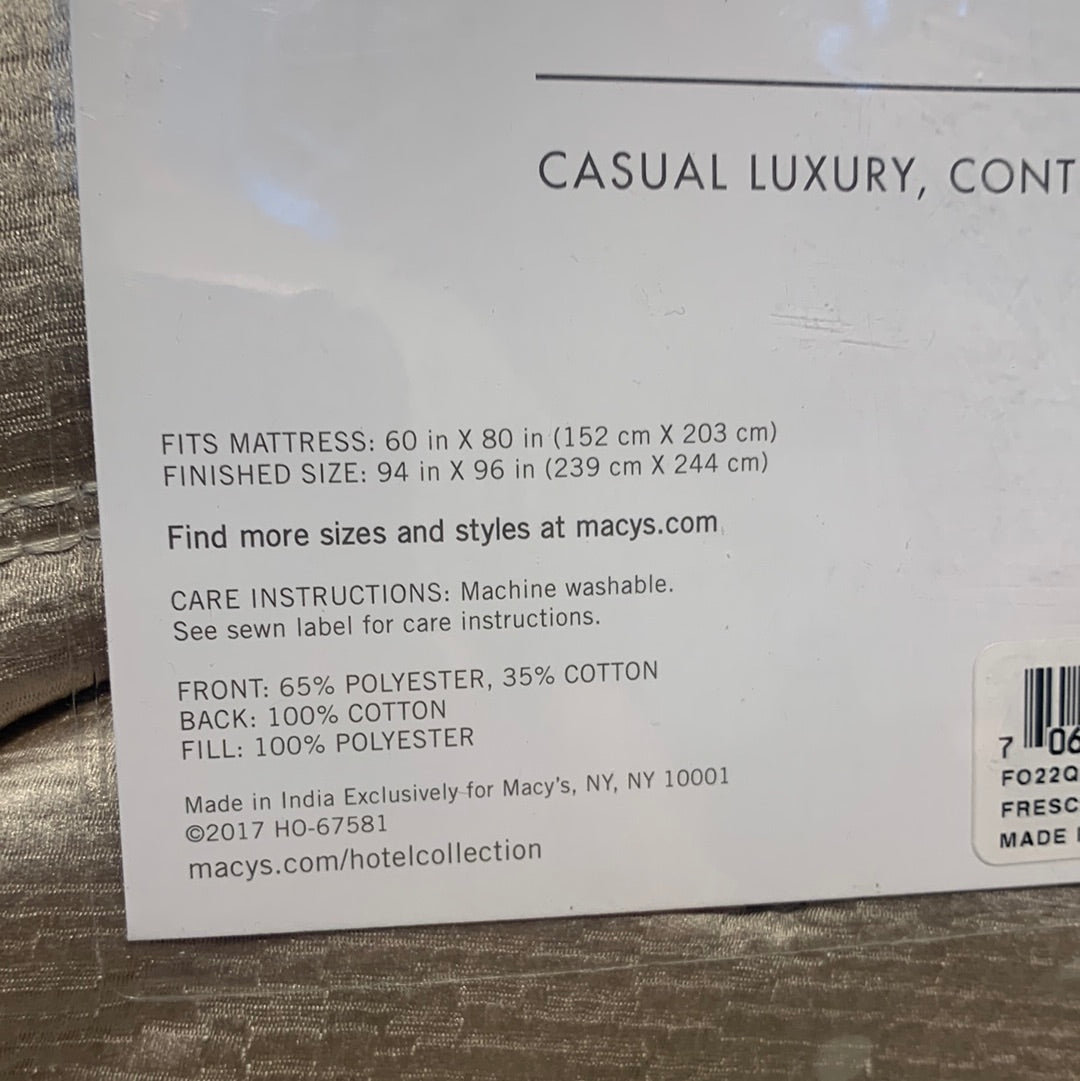 CASUAL LUXURY, CONT
FITS MATTRESS: 60 in X 80 in (152 cm X 203 cm)
FINISHED SIZE: 94 in X 96 in (239 cm X 244 cm)
Find more sizes and styles at macys.com
CARE INSTRUCTIONS: Machine washable.
See sewn label for care instructions.
FRONT: 65% POLYESTER, 35% COTTON
BACK: 100% COTTON
FILL: 100% POLYESTER
Made in India Exclusively for Macy's, NY, NY 10001
©2017 HO-67581
macys.com/hotelcollection
7 06
FO22Q
FRESC
MADE